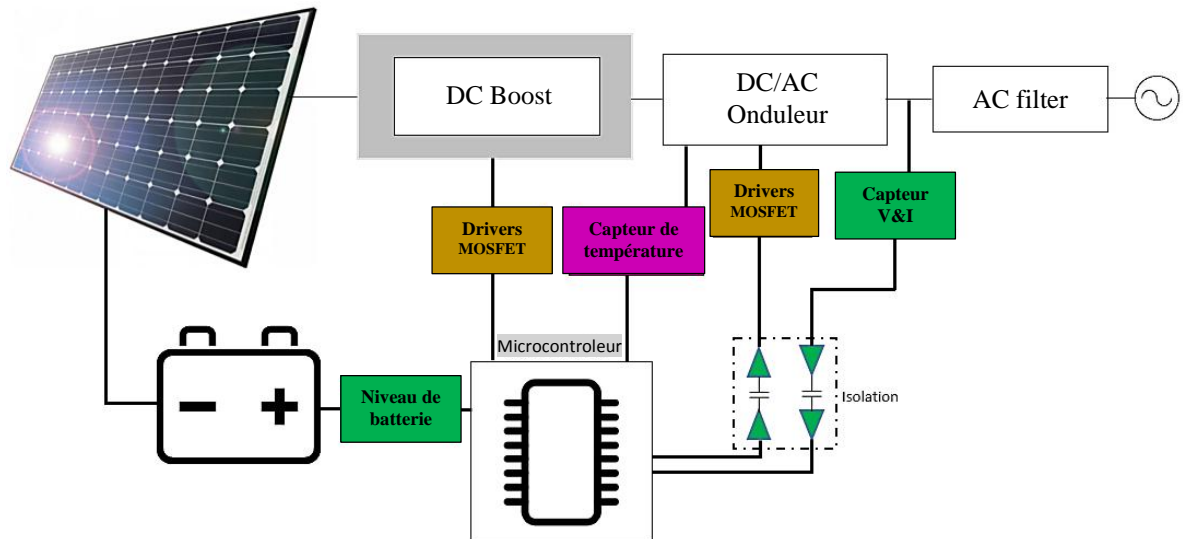 DC Boost
DC/AC
Onduleur
AC filter
Drivers
MOSFET
Capteur de
température
Drivers
MOSFET
Capteur
V&I
Microcontroleur
Isolation
Niveau de
batterie